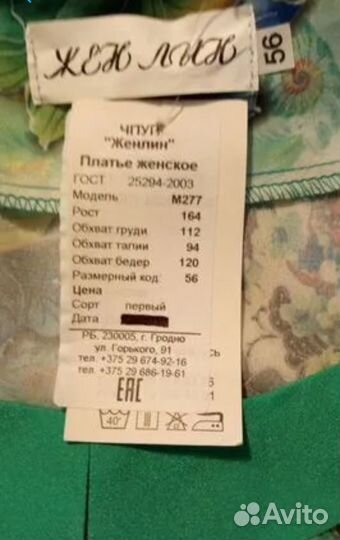 ЖЕН ЛИН
56
ЧПУП
"Женлин"
Платье женское
ГОСТ 25294-2003
Модель М277
Рост 164
Обхват груди 112
Обхват талии 94
Обхват бедер 120
Размерный код 56
Цена
Сорт первый
Дата
РБ, 230005, г. Гродно
ул. Горького, 91
тел. +375 29 674-92-16
тел. +375 29 686-19-61
EAC
40°
Avito